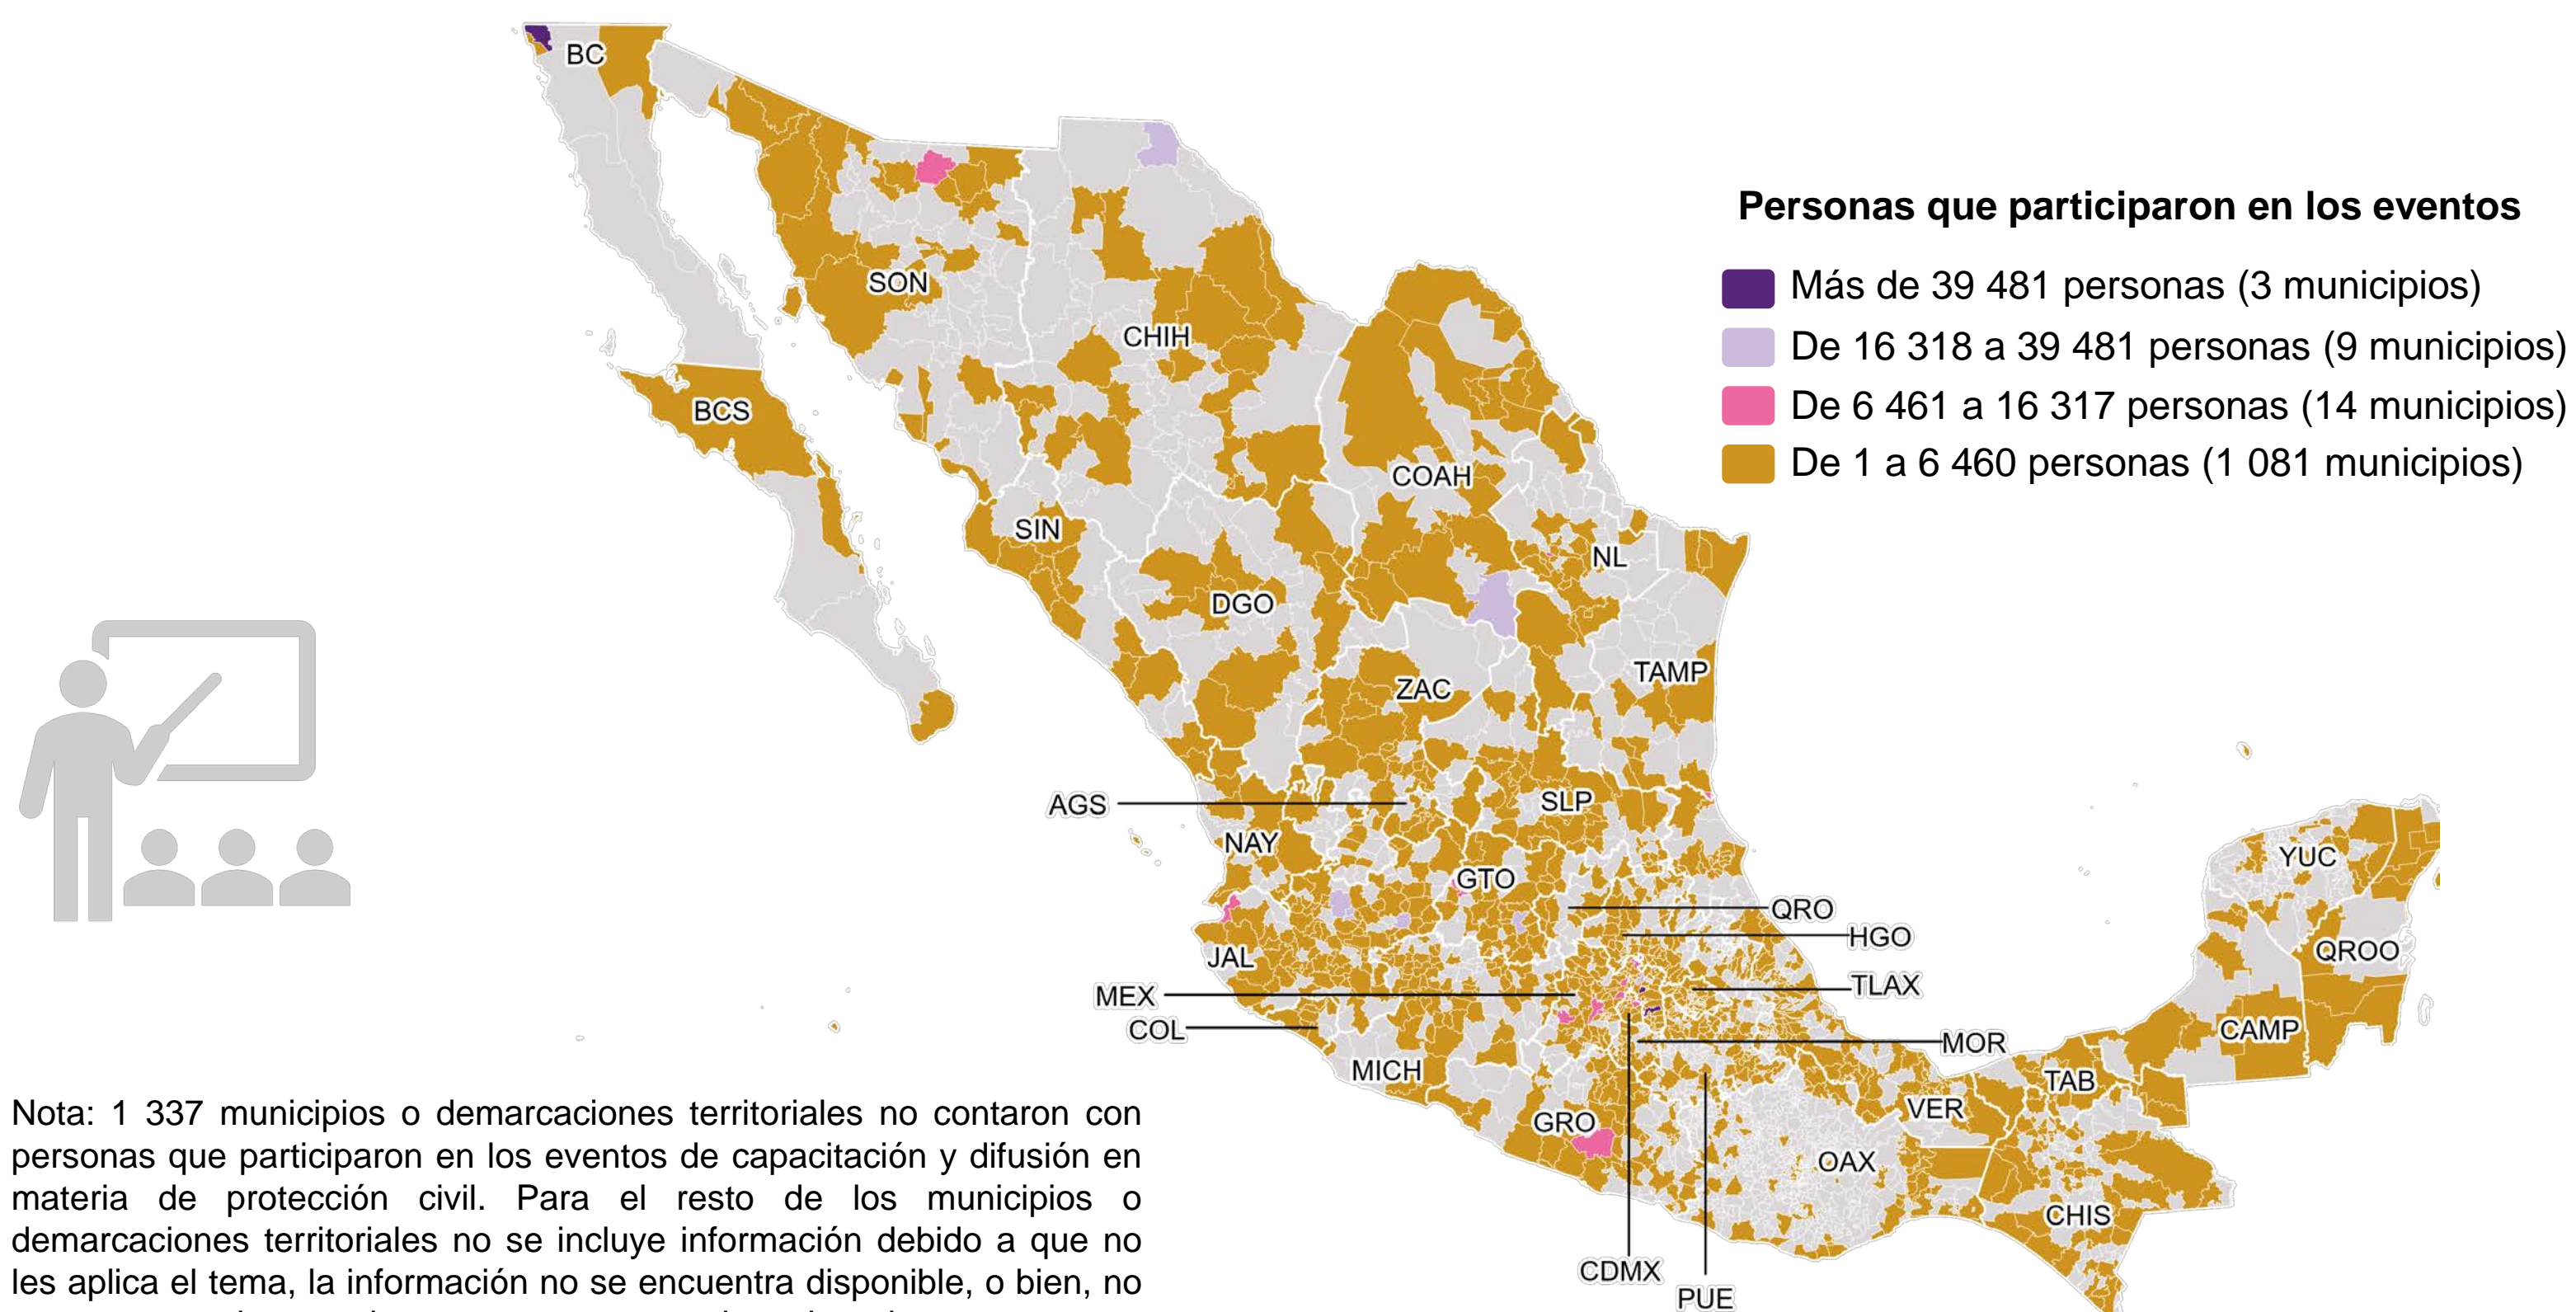 Personas que participaron en los eventos
Más de 39 481 personas (3 municipios)
De 16 318 a 39 481 personas (9 municipios)
De 6 461 a 16 317 personas (14 municipios)
De 1 a 6 460 personas (1 081 municipios)
BC
SON
CHIH
BCS
COAH
SIN
NL
DGO
TAMP
ZAC
AGS
SLP
NAY
YUC
GTO
QRO
HGO
QROO
JAL
TLAX
MEX
COL
CAMP
MOR
MICH
TAB
VER
GRO
OAX
CHIS
CDMX
PUE
Nota: 1 337 municipios o demarcaciones territoriales no contaron con
personas que participaron en los eventos de capacitación y difusión en
materia de protección civil. Para el resto de los municipios o
demarcaciones territoriales no se incluye información debido a que no
les aplica el tema, la información no se encuentra disponible, o bien, no